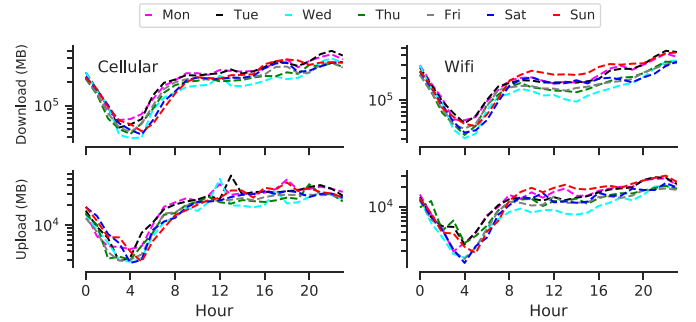 Mon Tue Wed Thu Fri Sat Sun
Cellular Wifi
Download (MB)
10^5 10^5
Upload (MB)
10^4 10^4
0 4 8 12 16 20 0 4 8 12 16 20
Hour Hour